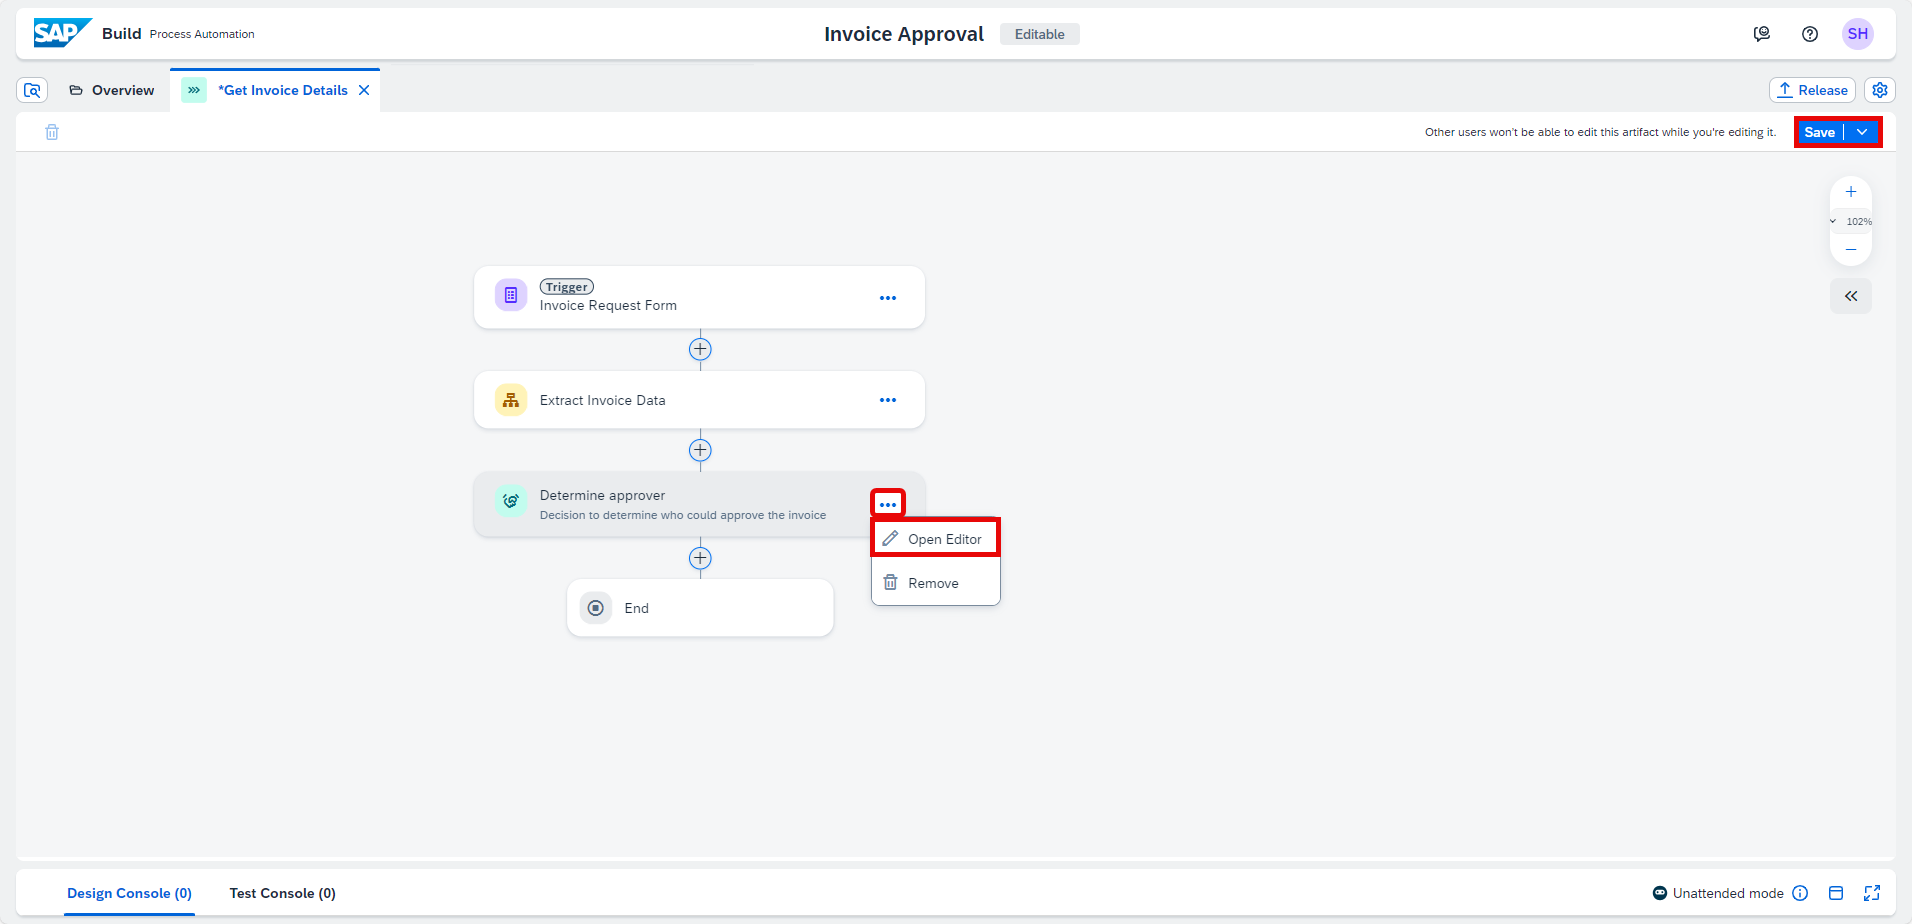 SAP Build Process Automation
Invoice Approval Editable
SH
Overview
*Get Invoice Details
Release
Other users won't be able to edit this artifact while you're editing it.
Save
102%
Trigger
Invoice Request Form
Extract Invoice Data
Determine approver
Decision to determine who could approve the invoice
Open Editor
Remove
End
Design Console (0)
Test Console (0)
Unattended mode